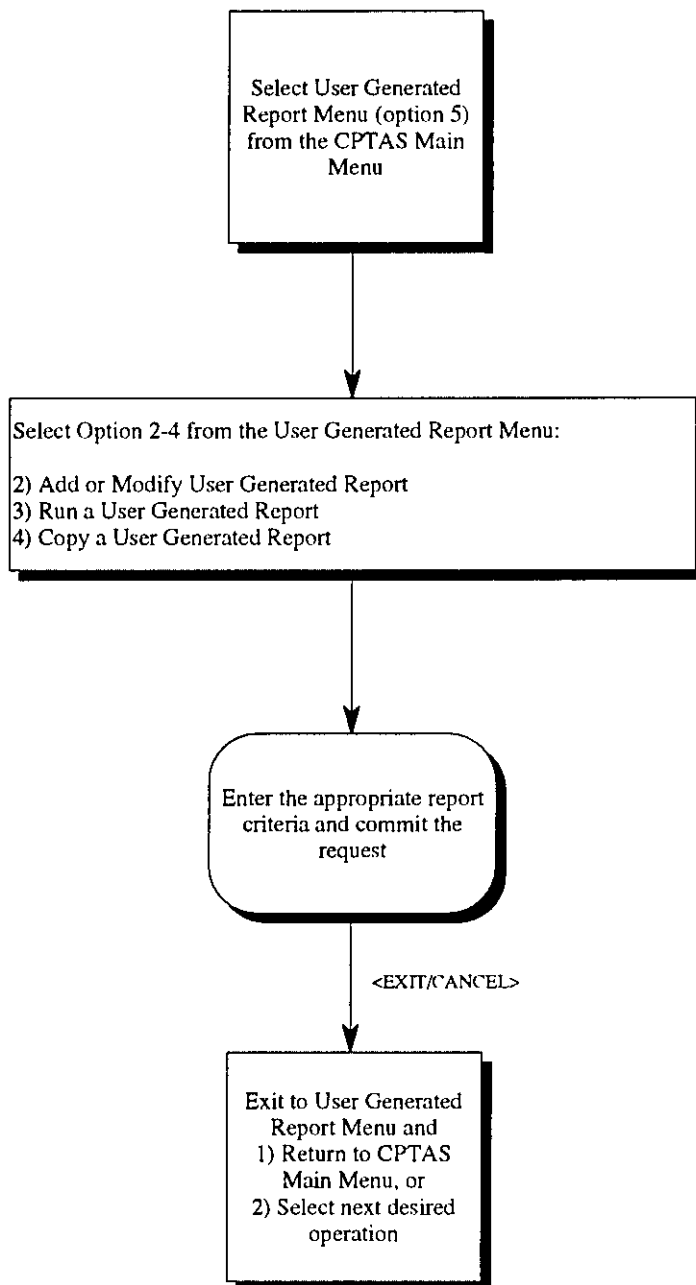 Select User Generated
Report Menu (option 5)
from the CPTAS Main
Menu
Select Option 2-4 from the User Generated Report Menu:
2) Add or Modify User Generated Report
3) Run a User Generated Report
4) Copy a User Generated Report
Enter the appropriate report
criteria and commit the
request
<EXIT/CANCEL>
Exit to User Generated
Report Menu and
1) Return to CPTAS
Main Menu, or
2) Select next desired
operation